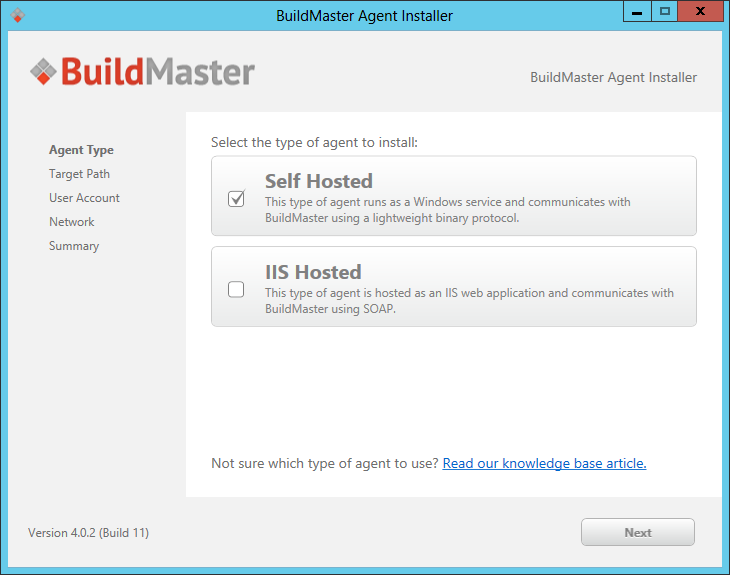 BuildMaster Agent Installer
BuildMaster
BuildMaster Agent Installer
Agent Type
Target Path
User Account
Network
Summary
Select the type of agent to install:
Self Hosted
This type of agent runs as a Windows service and communicates with
BuildMaster using a lightweight binary protocol.
IIS Hosted
This type of agent is hosted as an IIS web application and communicates with
BuildMaster using SOAP.
Not sure which type of agent to use? Read our knowledge base article.
Version 4.0.2 (Build 11)
Next